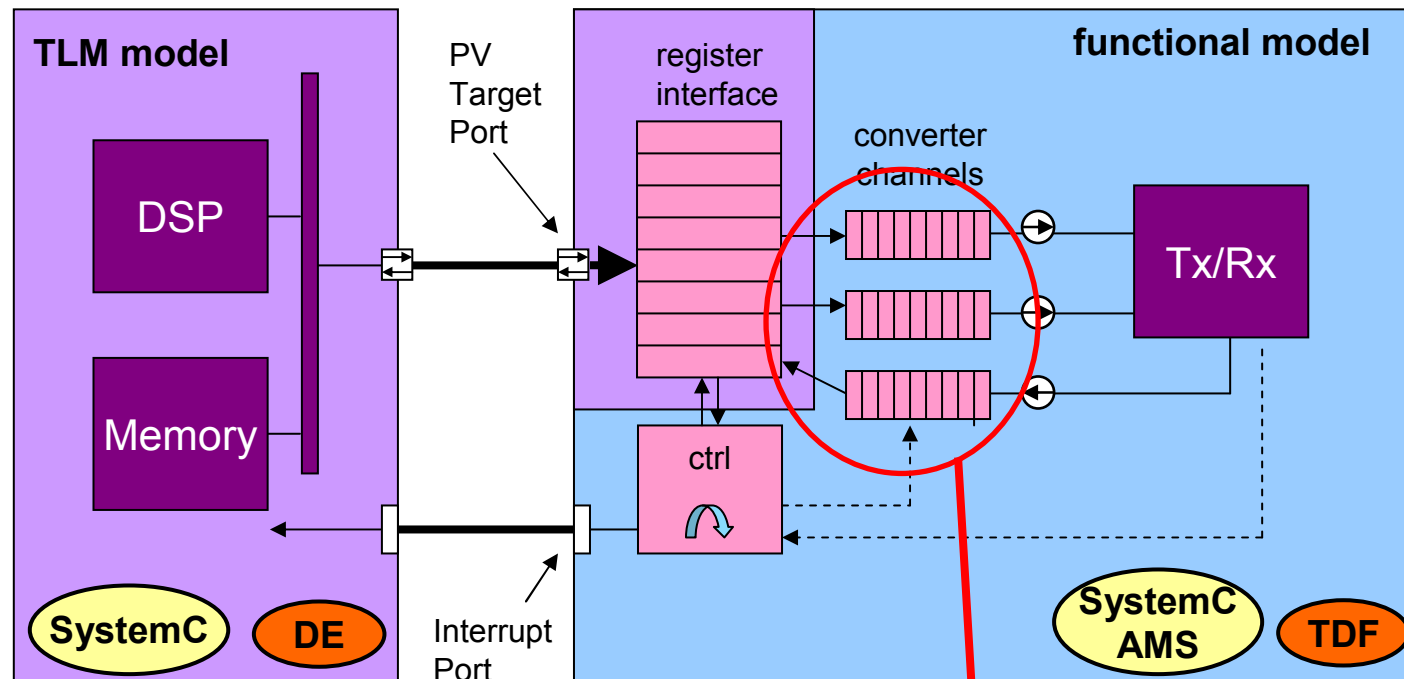 TLM model
DSP
Memory
SystemC
DE
PV
Target
Port
Interrupt
Port
register
interface
ctrl
functional model
converter
channels
Tx/Rx
SystemC
AMS
TDF